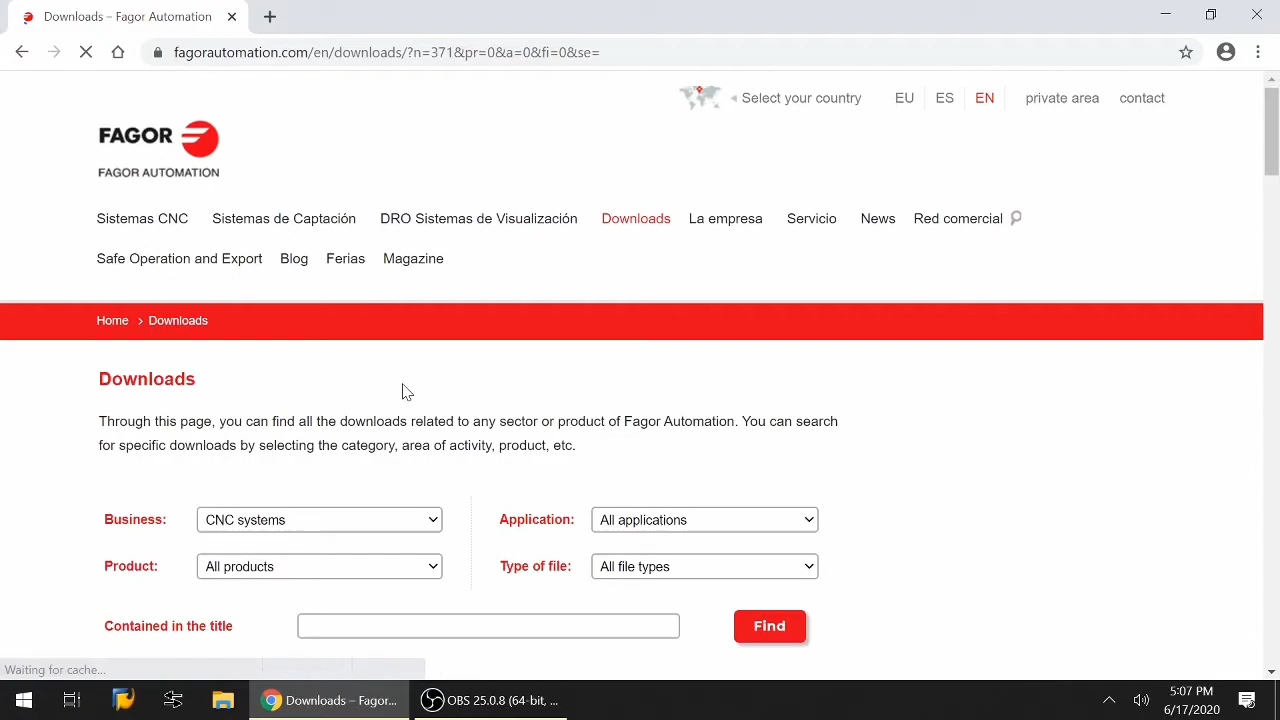 Downloads – Fagor Automation
fagorautomation.com/en/downloads/?n=371&pr=0&a=0&fi=0&se=
Select your country EU ES EN private area contact
FAGOR
FAGOR AUTOMATION
Sistemas CNC Sistemas de Captación DRO Sistemas de Visualización Downloads La empresa Servicio News Red comercial
Safe Operation and Export Blog Ferias Magazine
Home > Downloads
Downloads
Through this page, you can find all the downloads related to any sector or product of Fagor Automation. You can search
for specific downloads by selecting the category, area of activity, product, etc.
Business: CNC systems Application: All applications
Product: All products Type of file: All file types
Contained in the title Find
Waiting for cache...
Downloads – Fagor... OBS 25.0.8 (64-bit, ... 5:07 PM
6/17/2020